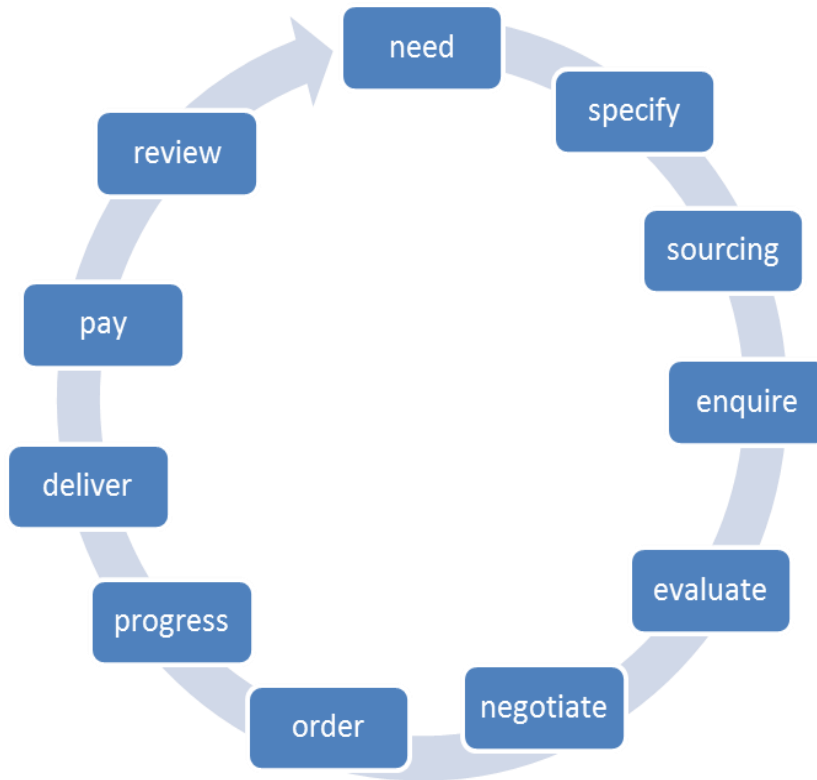 need
specify
sourcing
enquire
evaluate
negotiate
order
progress
deliver
pay
review